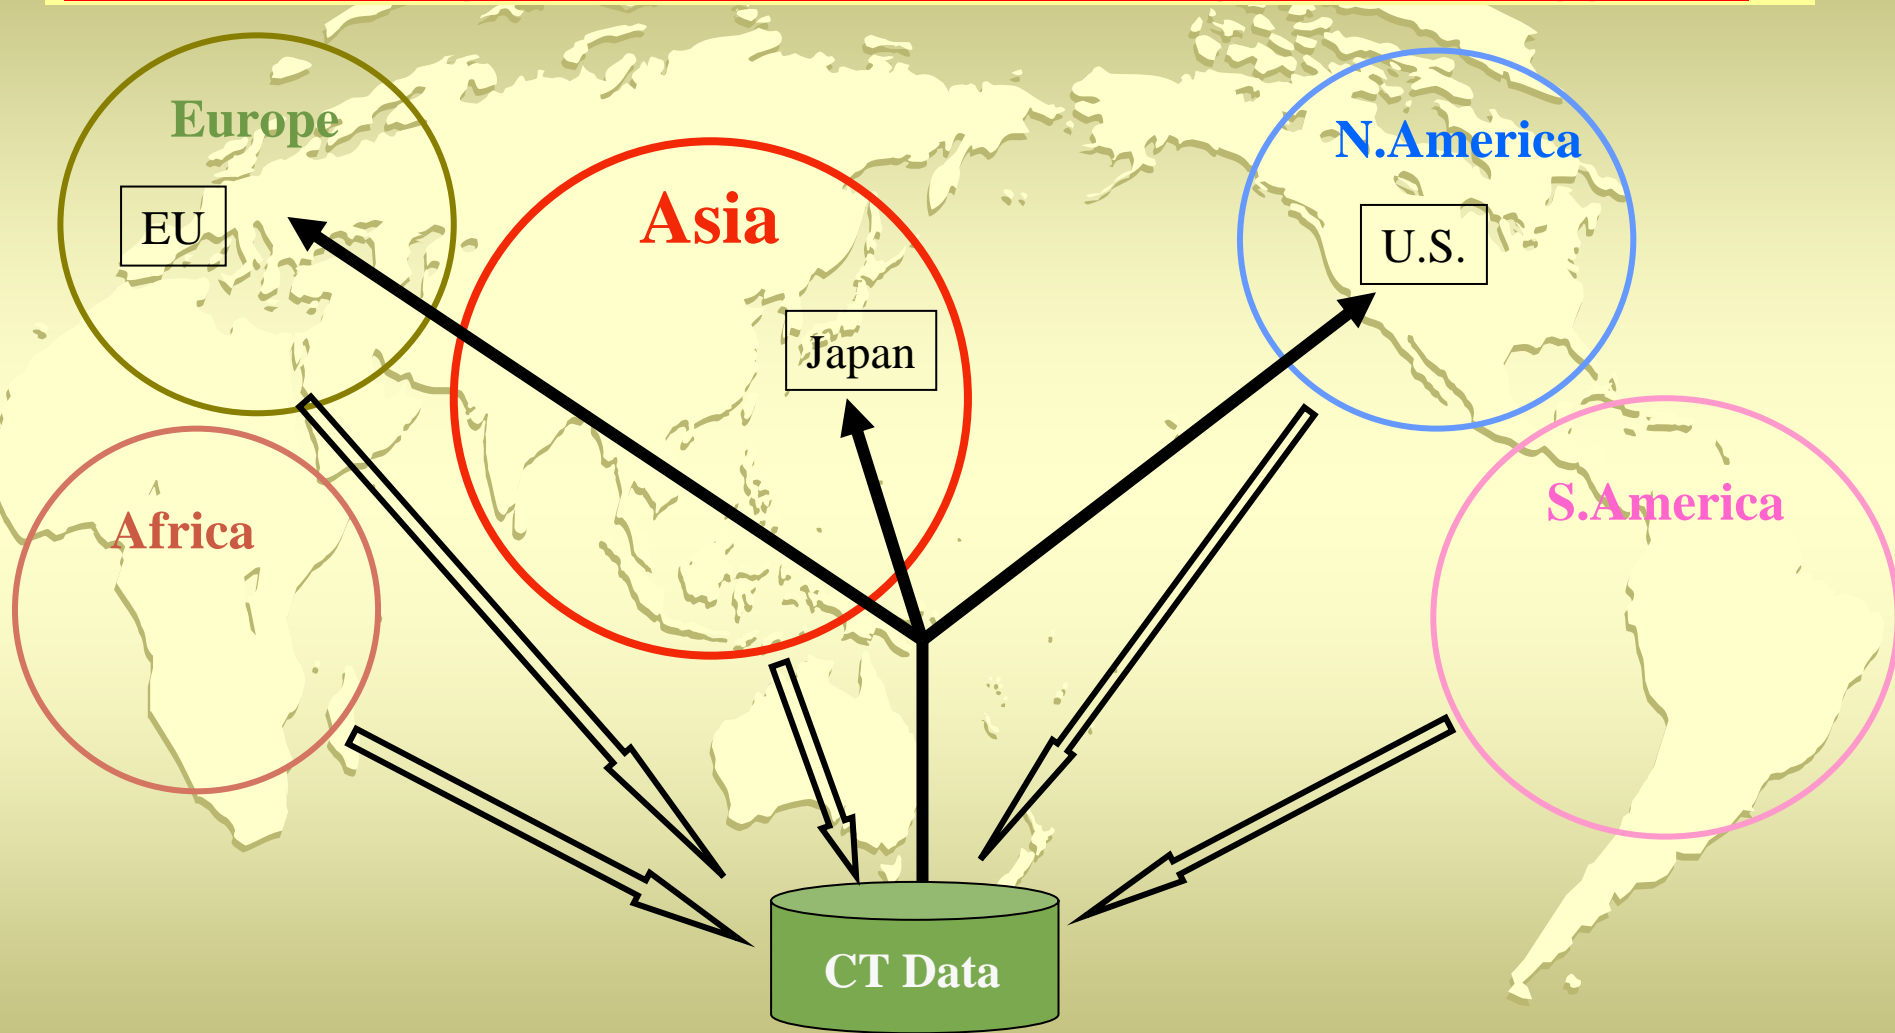 Europe
N.America
Asia
EU
U.S.
Japan
Africa
S.America
CT Data